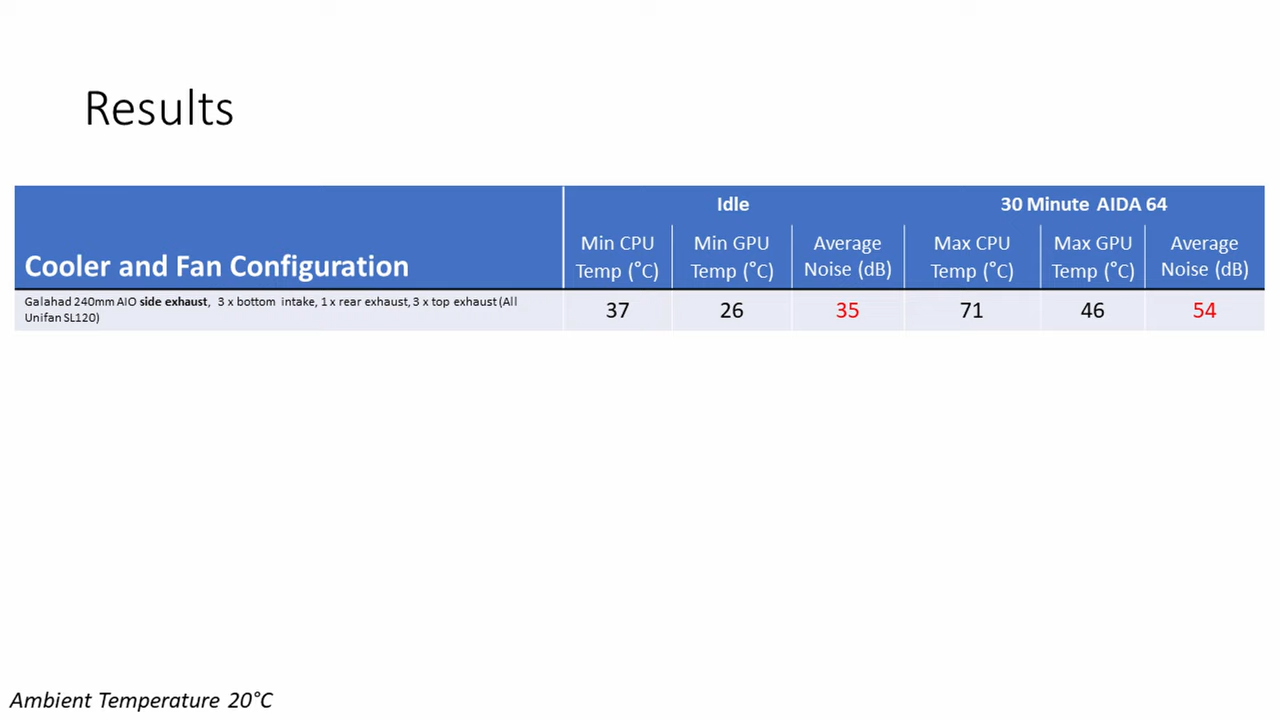 Results
Idle
30 Minute AIDA 64
Cooler and Fan Configuration
Min CPU
Temp (°C)
Min GPU
Temp (°C)
Average
Noise (dB)
Max CPU
Temp (°C)
Max GPU
Temp (°C)
Average
Noise (dB)
Galahad 240mm AIO side exhaust, 3 x bottom intake, 1 x rear exhaust, 3 x top exhaust (All
Unifan SL120)
37
26
35
71
46
54
Ambient Temperature 20°C